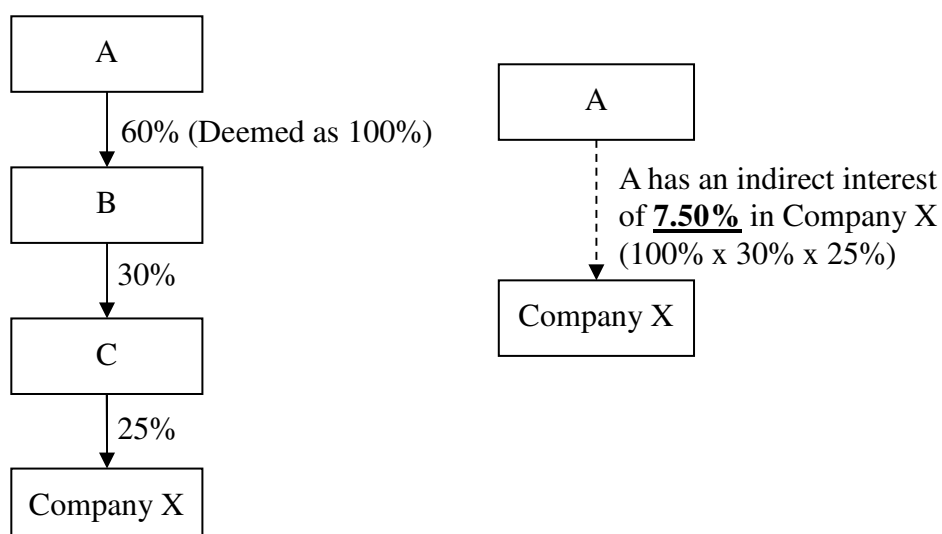 A
60% (Deemed as 100%)
B
30%
C
25%
Company X
A
A has an indirect interest
of 7.50% in Company X
(100% x 30% x 25%)
Company X